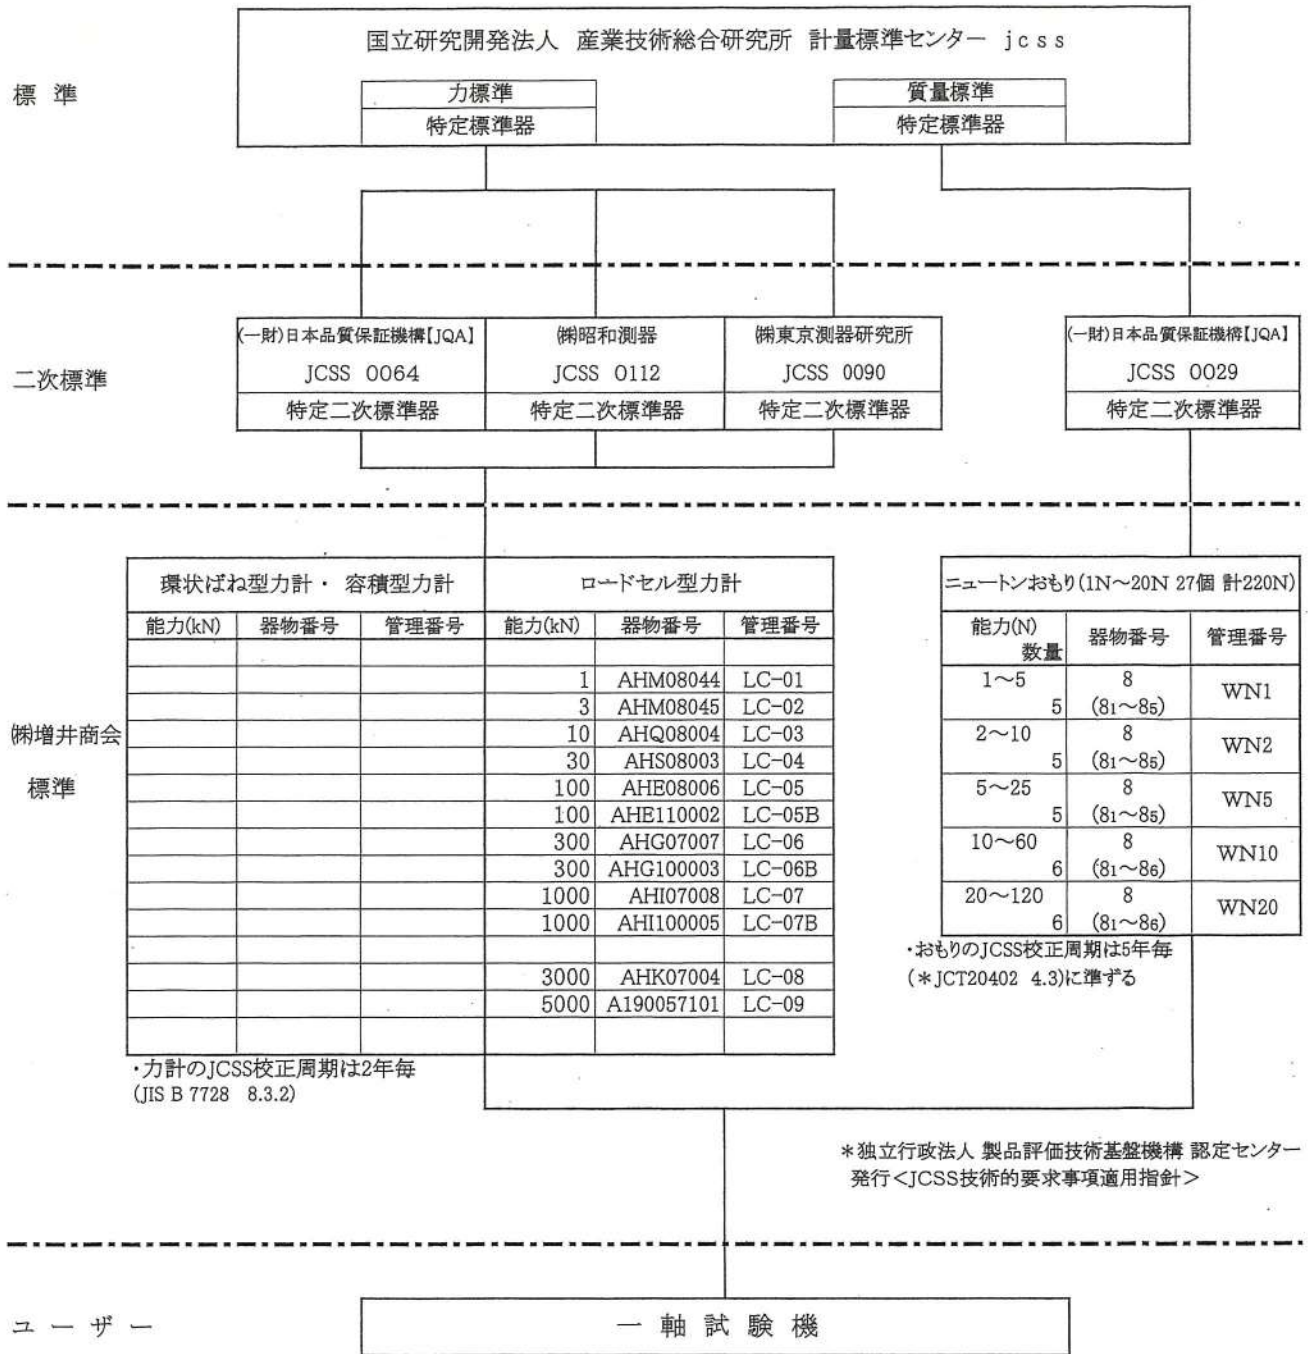 国立研究開発法人 産業技術総合研究所 計量標準センター jcss
標 準
力標準
質量標準
特定標準器
特定標準器
二次標準
(一財)日本品質保証機構【JQA】
JCSS 0064
特定二次標準器
㈱昭和測器
JCSS 0112
特定二次標準器
㈱東京測器研究所
JCSS 0090
特定二次標準器
(一財)日本品質保証機構【JQA】
JCSS 0029
特定二次標準器
㈱増井商会
標準
環状ばね型力計・ 容積型力計 ロードセル型力計
能力(kN) 器物番号 管理番号 能力(kN) 器物番号 管理番号
1 AHM08044 LC-01
3 AHM08045 LC-02
10 AHQ08004 LC-03
30 AHS08003 LC-04
100 AHE08006 LC-05
100 AHE110002 LC-05B
300 AHG07007 LC-06
300 AHG100003 LC-06B
1000 AHI07008 LC-07
1000 AHI100005 LC-07B
3000 AHK07004 LC-08
5000 A190057101 LC-09
・力計のJCSS校正周期は2年毎
(JIS B 7728 8.3.2)
ニュートンおもり(1N～20N 27個 計220N)
能力(N) 数量 器物番号 管理番号
1～5 5 8 (81～85) WN1
2～10 5 8 (81～85) WN2
5～25 5 8 (81～85) WN5
10～60 6 8 (81～86) WN10
20～120 6 8 (81～86) WN20
・おもりのJCSS校正周期は5年毎
(＊JCT20402 4.3)に準ずる
＊独立行政法人 製品評価技術基盤機構 認定センター
発行＜JCSS技術的要求事項適用指針＞
ユ ー ザ ー
一 軸 試 験 機